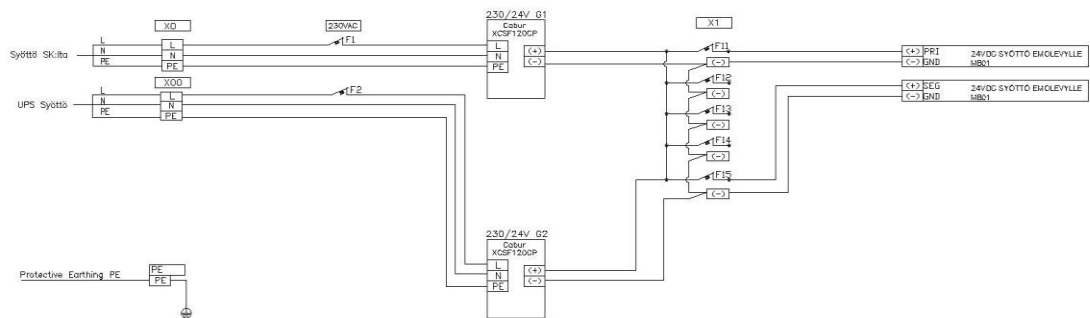 230/24V G1
X0
230VAC
Cabur
XCSF120CP
X1
L
L
F1
L
(+)
F11
(+) PRI
24VDC SYÖTTÖ EMOLEVYLLE
MB01
Syöttö SK:lta
N
N
N
(-)
(-)
(-) GND
PE
PE
PE
X00
F12
(-)
(+) SEG
24VDC SYÖTTÖ EMOLEVYLLE
MB01
(-) GND
L
L
F2
UPS Syöttö
N
N
F13
PE
PE
(-)
F14
(-)
F15
(-)
230/24V G2
Cabur
XCSF120CP
L
(+)
N
(-)
PE
Protective Earthing PE
PE
PE